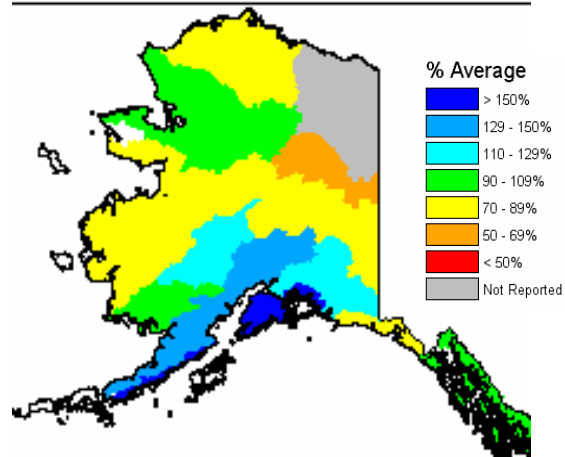 % Average
> 150%
129 - 150%
110 - 129%
90 - 109%
70 - 89%
50 - 69%
< 50%
Not Reported